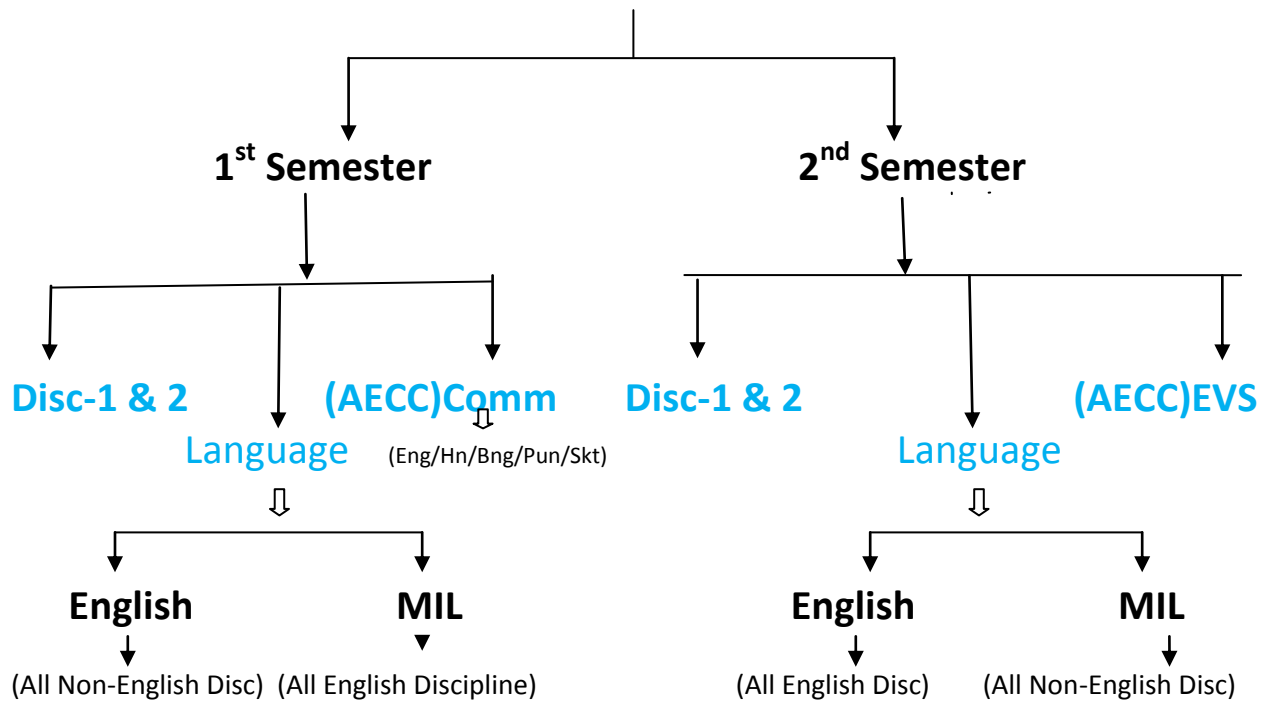 1st Semester
2nd Semester
Disc-1 & 2
(AECC)Comm
Disc-1 & 2
(AECC)EVS
Language
(Eng/Hn/Bng/Pun/Skt)
Language
English
MIL
English
MIL
(All Non-English Disc)
(All English Discipline)
(All English Disc)
(All Non-English Disc)